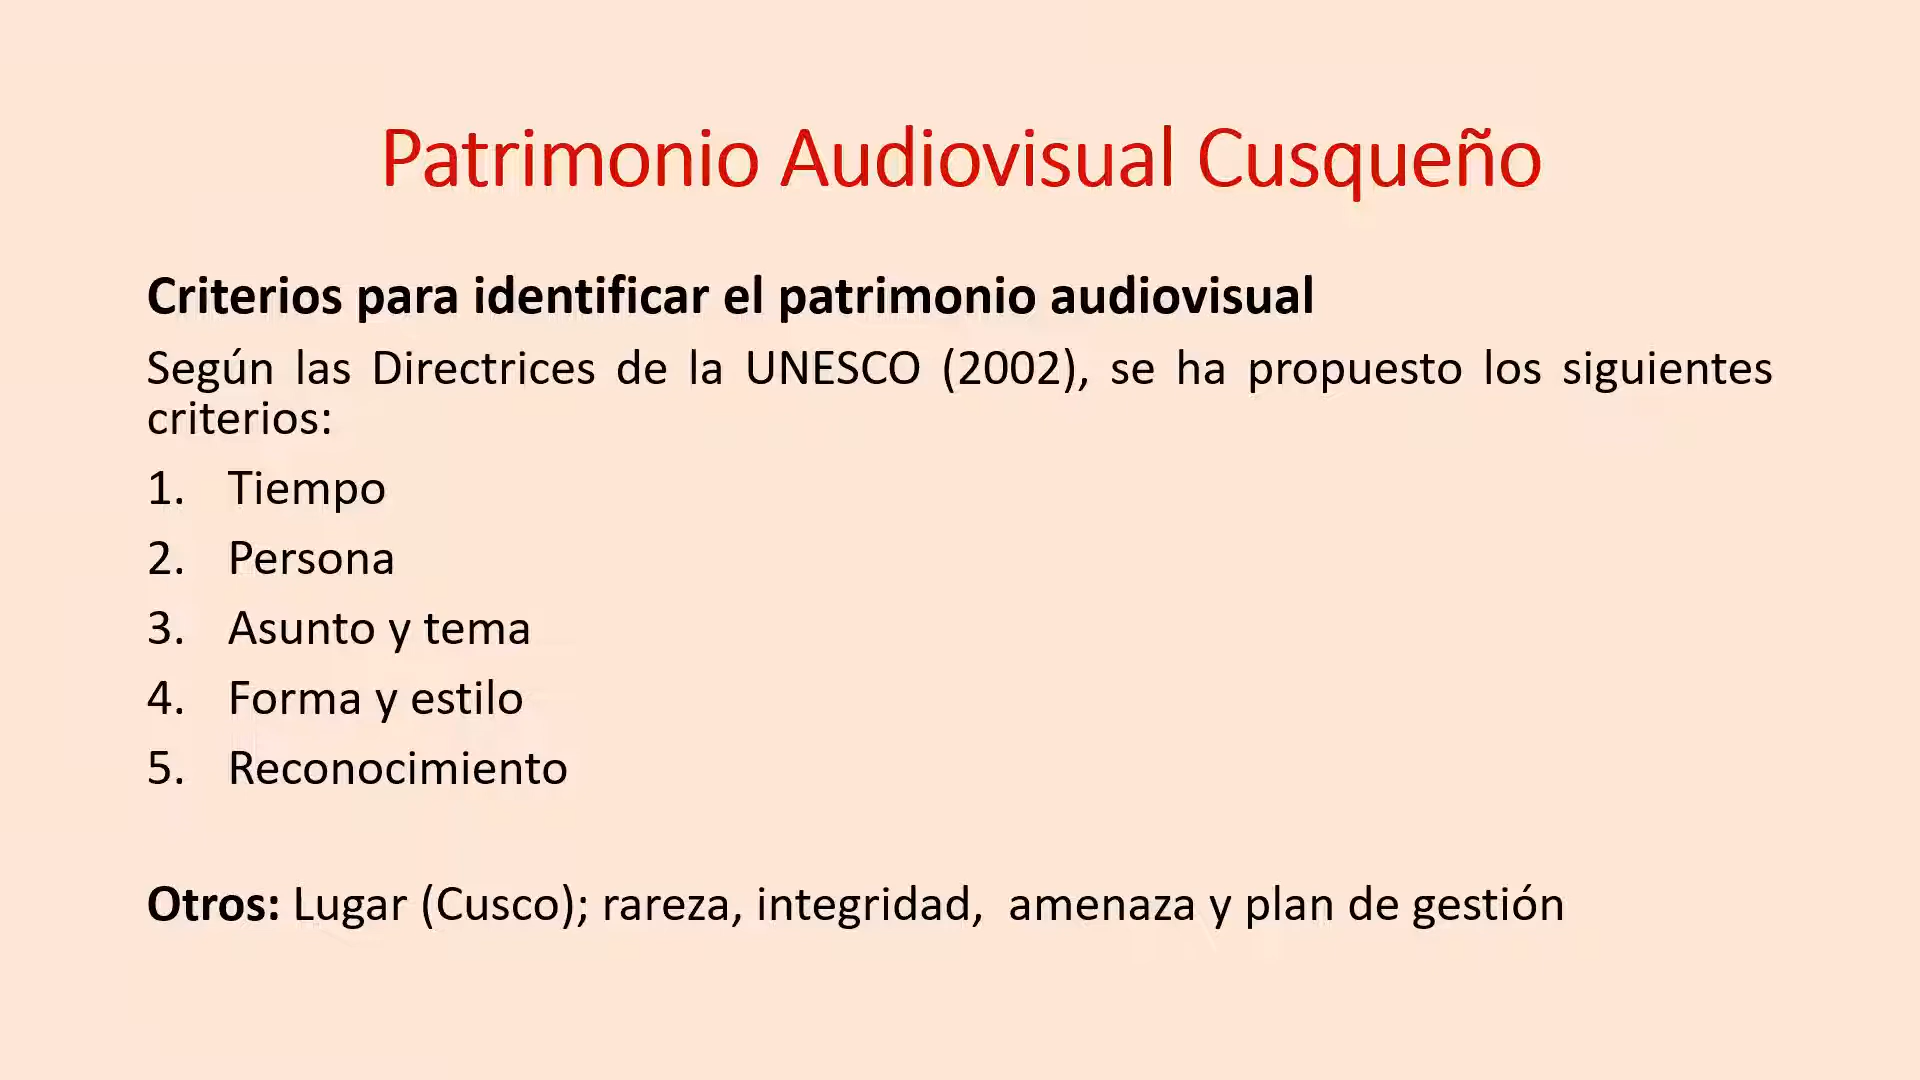 Patrimonio Audiovisual Cusqueño
Criterios para identificar el patrimonio audiovisual
Según las Directrices de la UNESCO (2002), se ha propuesto los siguientes
criterios:
1. Tiempo
2. Persona
3. Asunto y tema
4. Forma y estilo
5. Reconocimiento
Otros: Lugar (Cusco); rareza, integridad,  amenaza y plan de gestión